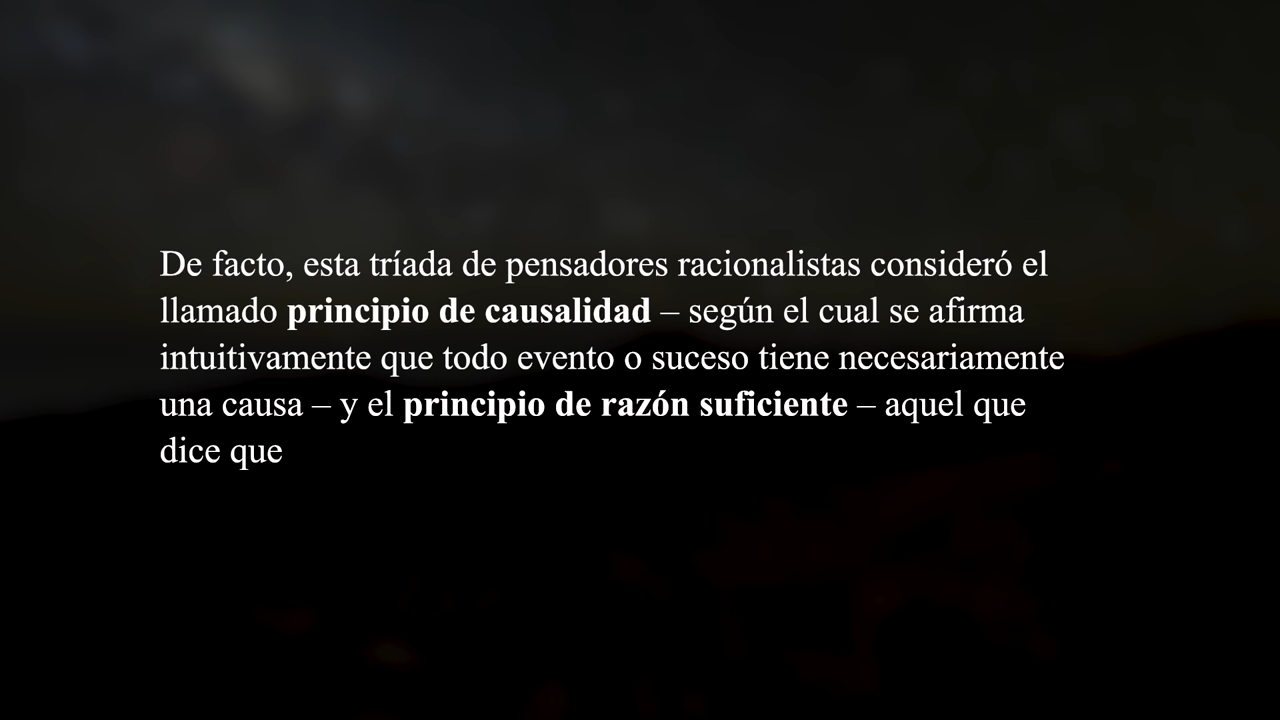 De facto, esta tríada de pensadores racionalistas consideró el
llamado principio de causalidad – según el cual se afirma
intuitivamente que todo evento o suceso tiene necesariamente
una causa – y el principio de razón suficiente – aquel que
dice que